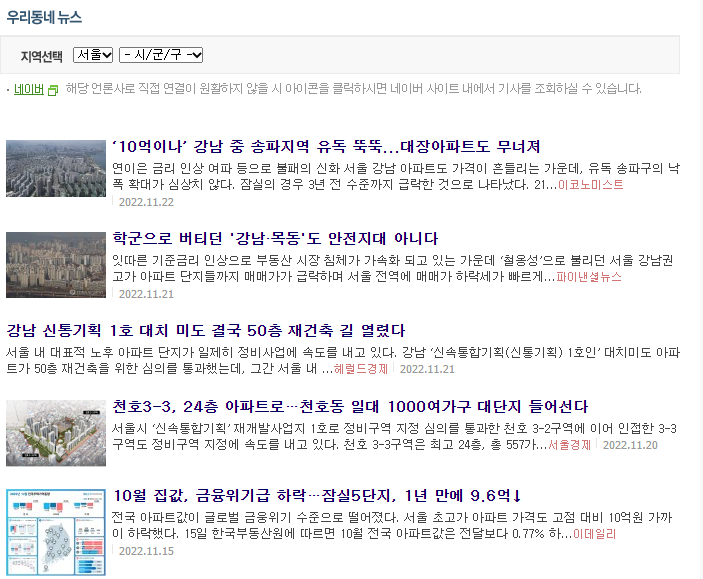 우리동네 뉴스
지역선택 서울 - 시/군/구 -
· 네이버 해당 언론사로 직접 연결이 원활하지 않을 시 아이콘을 클릭하시면 네이버 사이트 내에서 기사를 조회하실 수 있습니다.
‘10억이나’ 강남 중 송파지역 유독 뚝뚝...대장아파트도 무너져
연이은 금리 인상 여파 등으로 불패의 신화 서울 강남 아파트도 가격이 흔들리는 가운데, 유독 송파구의 낙
폭 확대가 심상치 않다. 잠실의 경우 3년 전 수준까지 급락한 것으로 나타났다. 21...이코노미스트
2022.11.22
학군으로 버티던 '강남·목동'도 안전지대 아니다
잇따른 기준금리 인상으로 부동산 시장 침체가 가속화 되고 있는 가운데 ‘철옹성’으로 불리던 서울 강남권
고가 아파트 단지들까지 매매가가 급락하며 서울 전역에 매매가 하락세가 빠르게...파이낸셜뉴스
2022.11.21
강남 신통기획 1호 대치 미도 결국 50층 재건축 길 열렸다
서울 내 대표적 노후 아파트 단지가 일제히 정비사업에 속도를 내고 있다. 강남 ‘신속통합기획(신통기획) 1호인’ 대치미도 아파
트가 50층 재건축을 위한 심의를 통과했는데, 그간 서울 내 ...헤럴드경제 2022.11.21
천호3-3, 24층 아파트로…천호동 일대 1000여가구 대단지 들어선다
서울시 ‘신속통합기획’ 재개발사업지 1호로 정비구역 지정 심의를 통과한 천호 3-2구역에 이어 인접한 3-3
구역도 정비구역 지정에 속도를 내고 있다. 천호 3-3구역은 최고 24층, 총 557가...서울경제 2022.11.20
10월 집값, 금융위기급 하락…잠실5단지, 1년 만에 9.6억↓
전국 아파트값이 글로벌 금융위기 수준으로 떨어졌다. 서울 초고가 아파트 가격도 고점 대비 10억원 가까
이 하락했다. 15일 한국부동산원에 따르면 10월 전국 아파트값은 전달보다 0.77% 하...이데일리
2022.11.15